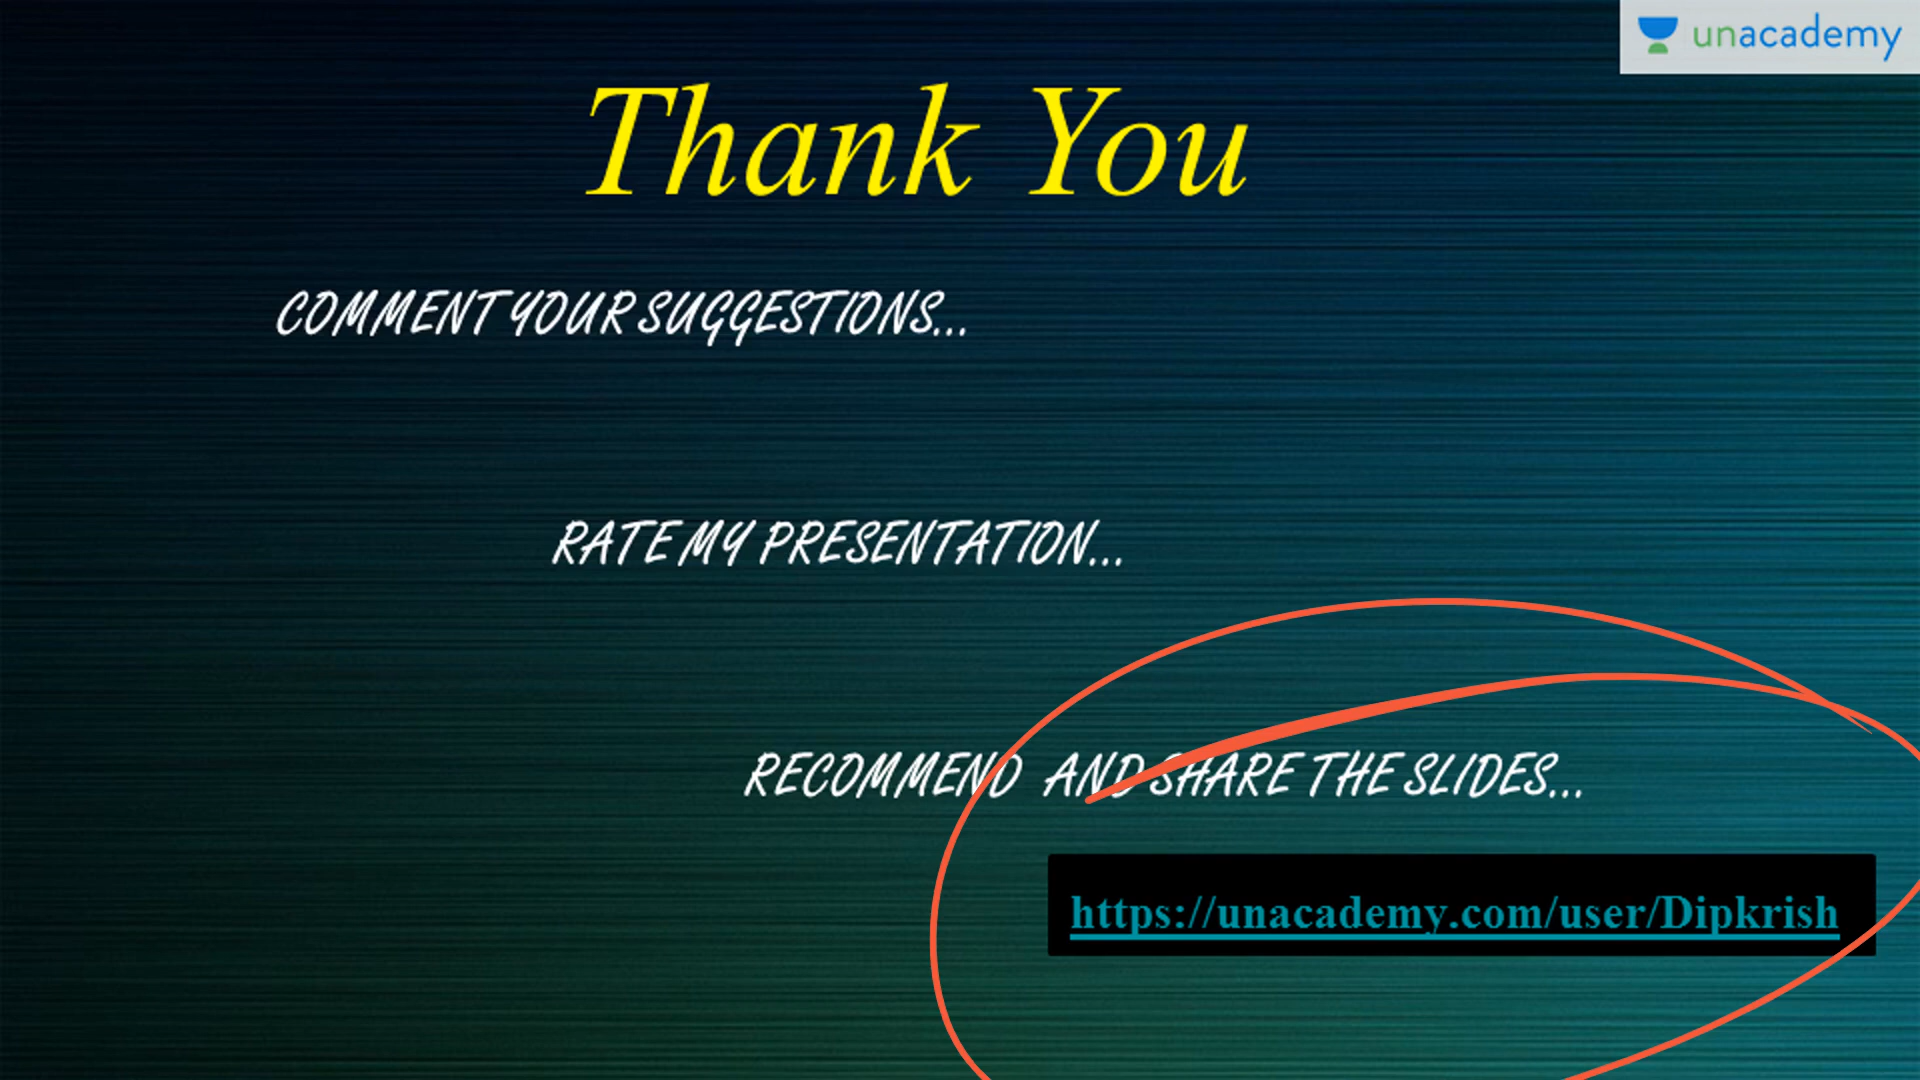 unacademy
Thank You
COMMENT YOUR SUGGESTIONS...
RATE MY PRESENTATION...
RECOMMEND AND SHARE THE SLIDES...
https://unacademy.com/user/Dipkrish